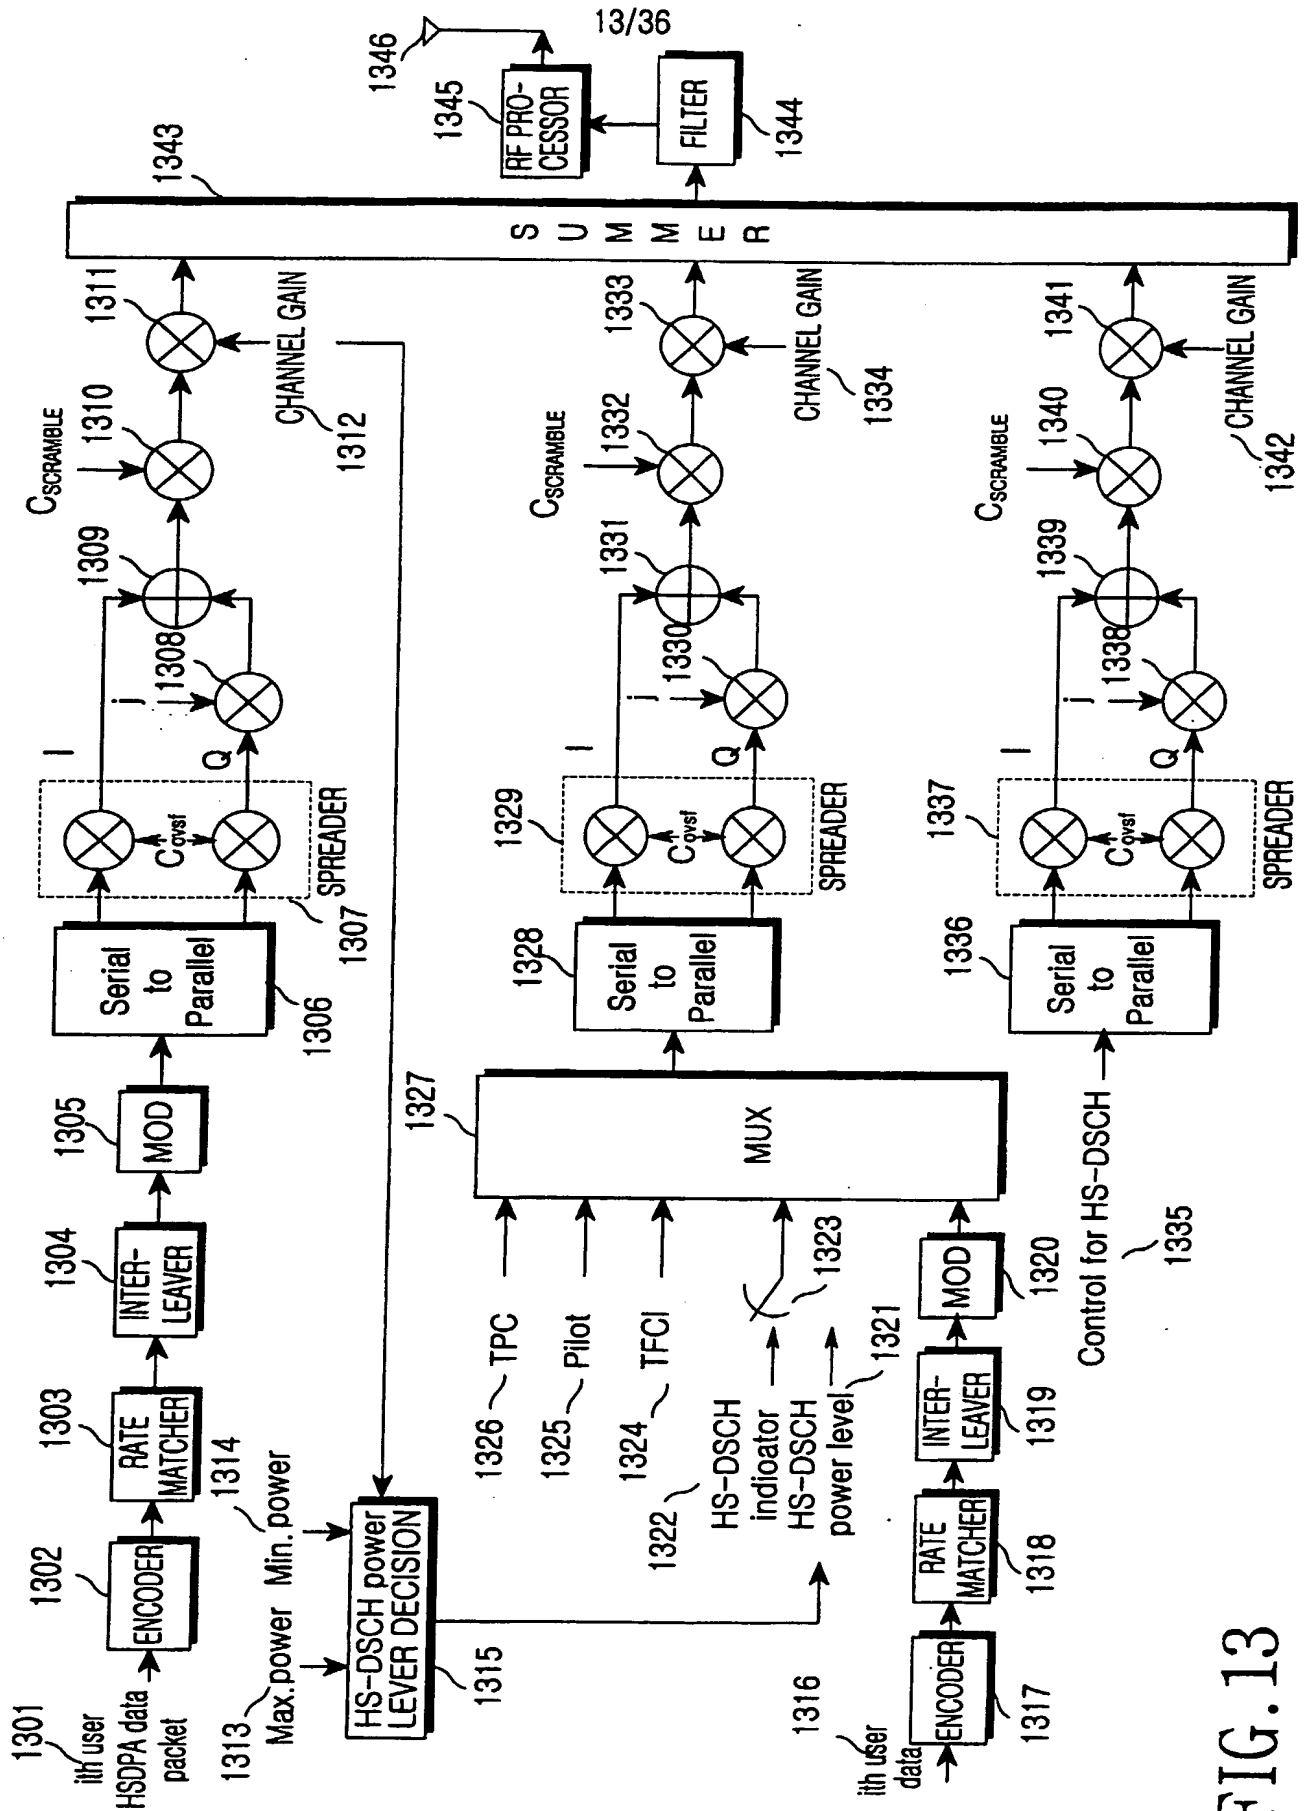 13/36
1301
ith user
HSDPA data
packet
1302
ENCODER
1303
RATE
MATCHER
1304
INTER-
LEAVER
1305
MOD
Serial
to
Parallel
1306
1307
SPREADER
Covsf
I
Q
j
1308
1309
CSCRAMBLE
1310
1311
CHANNEL GAIN
1312
1313
Max.power
Min.power
1314
HS-DSCH power
LEVER DECISION
1315
1326
TPC
1325
Pilot
1324
TFCI
1322
HS-DSCH
indioator
HS-DSCH
power level
1321
1323
1316
ith user
data
ENCODER
1317
RATE
MATCHER
1318
INTER-
LEAVER
1319
MOD
1320
1327
MUX
1328
Serial
to
Parallel
1329
SPREADER
Covsf
I
Q
j
1330
1331
CSCRAMBLE
1332
1333
CHANNEL GAIN
1334
Control for HS-DSCH
1335
1336
Serial
to
Parallel
1337
SPREADER
Covsf
I
Q
j
1338
1339
CSCRAMBLE
1340
1341
CHANNEL GAIN
1342
1343
SUMMER
FILTER
1344
1345
RF PRO-
CESSOR
1346
FIG.13